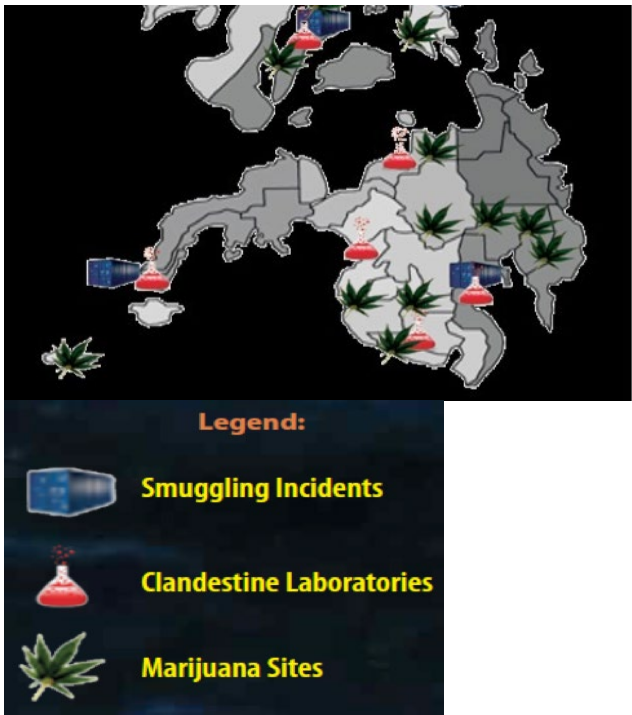 Legend:
Smuggling Incidents
Clandestine Laboratories
Marijuana Sites